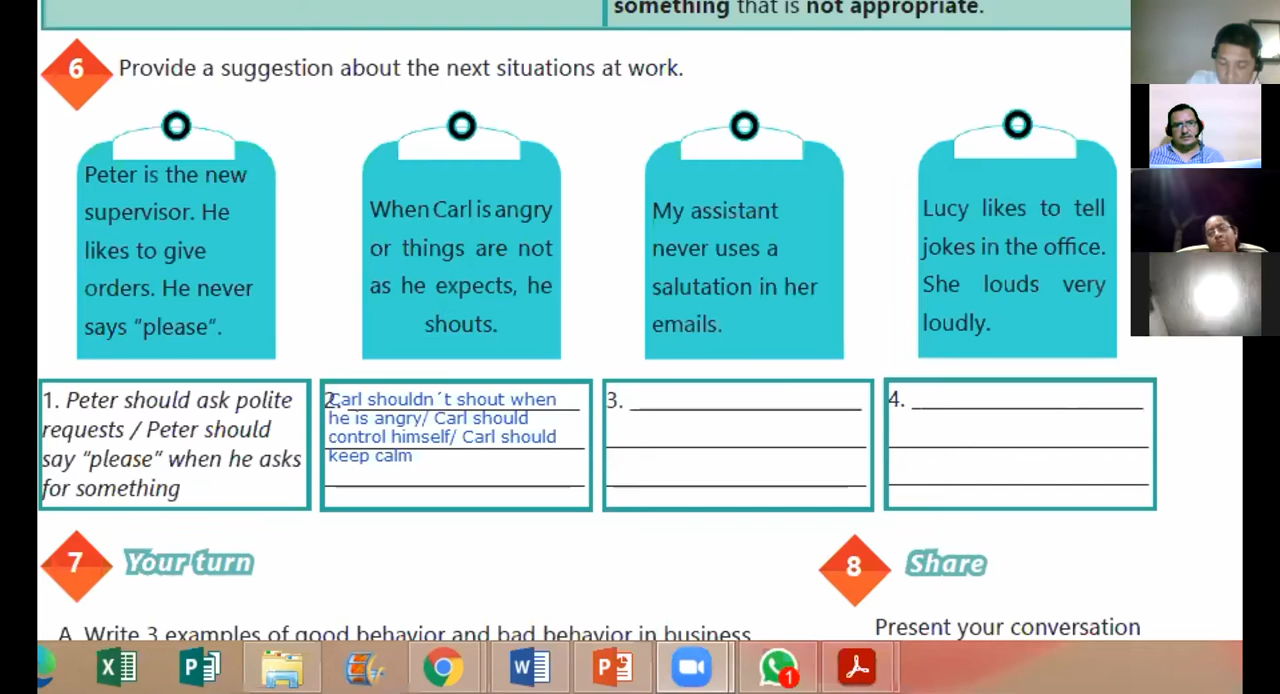 something that is not appropriate.
6 Provide a suggestion about the next situations at work.
Peter is the new
supervisor. He
likes to give
orders. He never
says “please”.
When Carl is angry
or things are not
as he expects, he
shouts.
My assistant
never uses a
salutation in her
emails.
Lucy likes to tell
jokes in the office.
She louds very
loudly.
1. Peter should ask polite
requests / Peter should
say “please” when he asks
for something
2.
Carl shouldn´t shout when
he is angry/ Carl should
control himself/ Carl should
keep calm
3.
4.
7 Your turn
A. Write 3 examples of good behavior and bad behavior in business
8 Share
Present your conversation
X
P
W
P
1